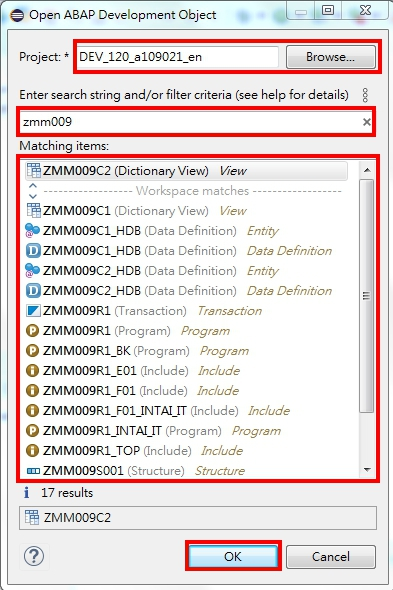 Open ABAP Development Object
Project: * DEV_120_a109021_en Browse...
Enter search string and/or filter criteria (see help for details)
zmm009
Matching items:
ZMM009C2 (Dictionary View) View
Workspace matches
ZMM009C1 (Dictionary View) View
ZMM009C1_HDB (Data Definition) Entity
ZMM009C1_HDB (Data Definition) Data Definition
ZMM009C2_HDB (Data Definition) Entity
ZMM009C2_HDB (Data Definition) Data Definition
ZMM009R1 (Transaction) Transaction
ZMM009R1 (Program) Program
ZMM009R1_BK (Program) Program
ZMM009R1_E01 (Include) Include
ZMM009R1_F01 (Include) Include
ZMM009R1_F01_INTAI_IT (Include) Include
ZMM009R1_INTAI_IT (Program) Program
ZMM009R1_TOP (Include) Include
ZMM009S001 (Structure) Structure
17 results
ZMM009C2
OK Cancel